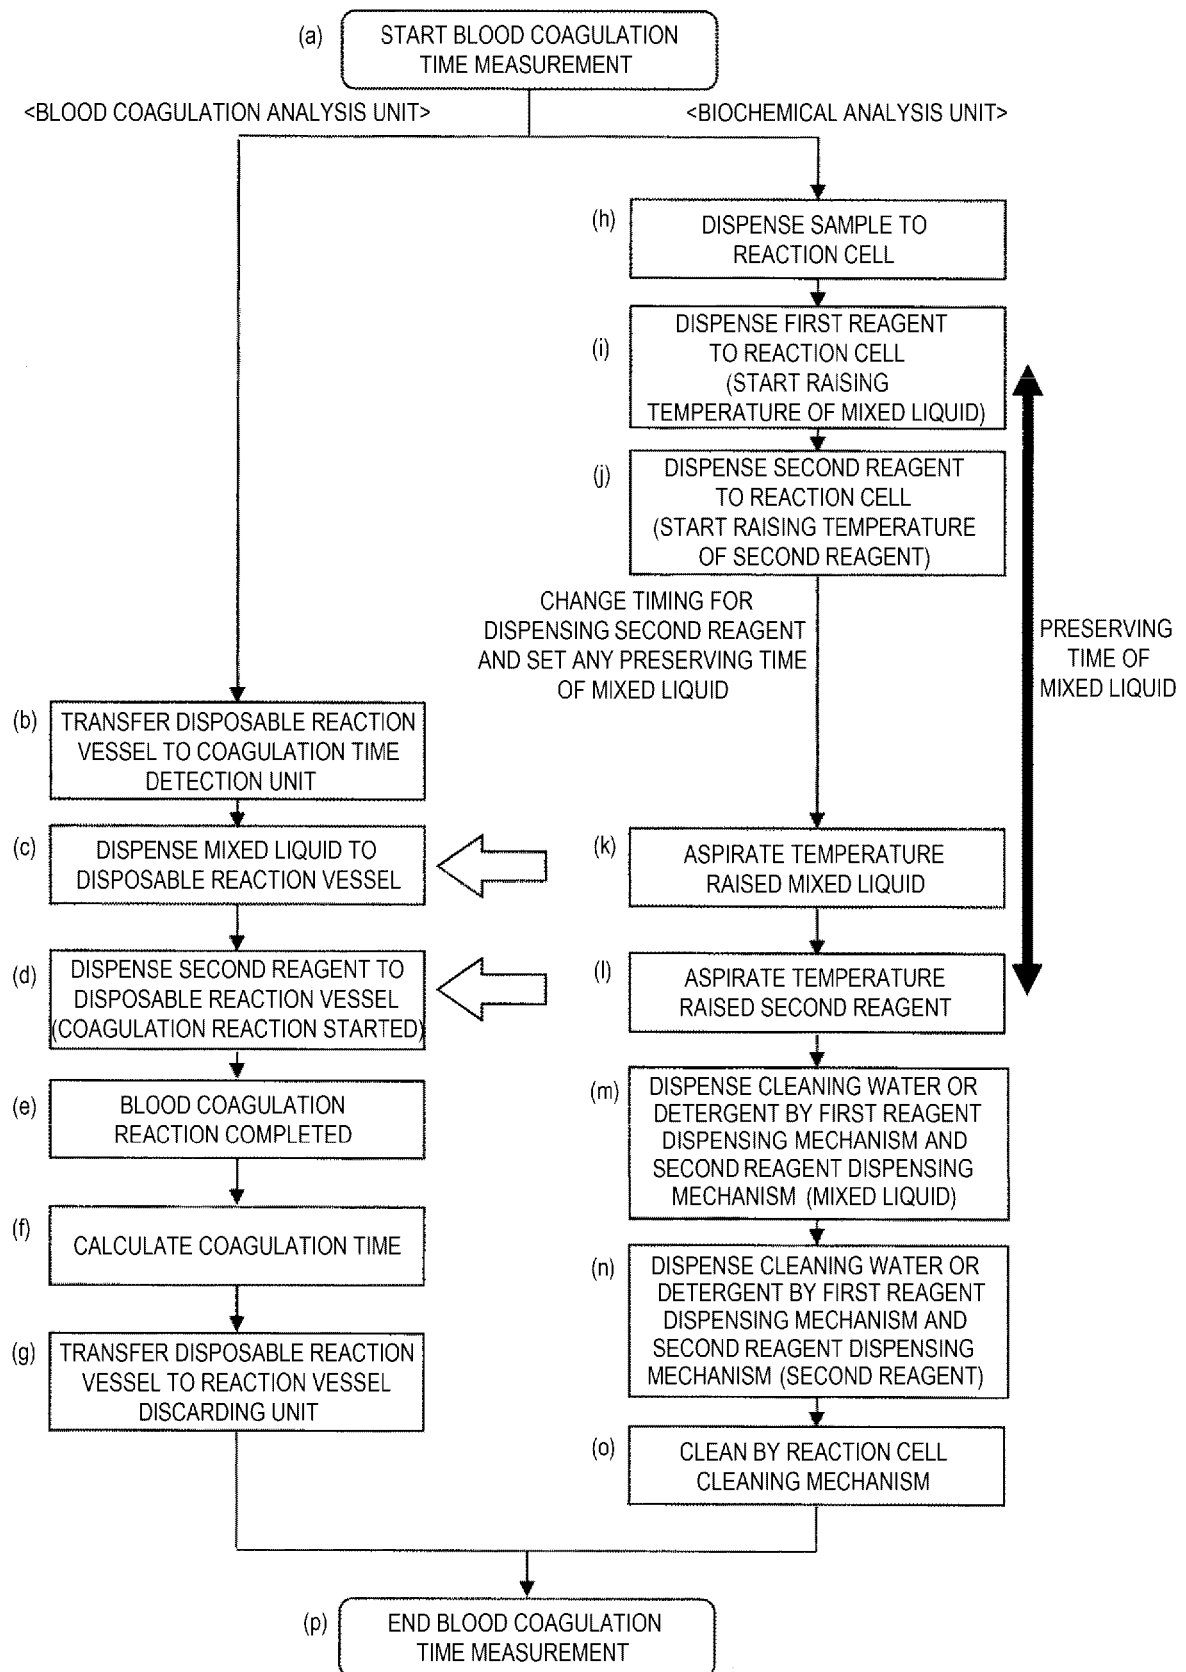 (a)
START BLOOD COAGULATION
TIME MEASUREMENT
<BLOOD COAGULATION ANALYSIS UNIT>
<BIOCHEMICAL ANALYSIS UNIT>
(h)
DISPENSE SAMPLE TO
REACTION CELL
(i)
DISPENSE FIRST REAGENT
TO REACTION CELL
(START RAISING
TEMPERATURE OF MIXED LIQUID)
(j)
DISPENSE SECOND REAGENT
TO REACTION CELL
(START RAISING TEMPERATURE
OF SECOND REAGENT)
CHANGE TIMING FOR
DISPENSING SECOND REAGENT
AND SET ANY PRESERVING TIME
OF MIXED LIQUID
PRESERVING
TIME OF
MIXED LIQUID
(b)
TRANSFER DISPOSABLE REACTION
VESSEL TO COAGULATION TIME
DETECTION UNIT
(c)
DISPENSE MIXED LIQUID TO
DISPOSABLE REACTION VESSEL
(k)
ASPIRATE TEMPERATURE
RAISED MIXED LIQUID
(d)
DISPENSE SECOND REAGENT TO
DISPOSABLE REACTION VESSEL
(COAGULATION REACTION STARTED)
(l)
ASPIRATE TEMPERATURE
RAISED SECOND REAGENT
(e)
BLOOD COAGULATION
REACTION COMPLETED
(m)
DISPENSE CLEANING WATER OR
DETERGENT BY FIRST REAGENT
DISPENSING MECHANISM AND
SECOND REAGENT DISPENSING
MECHANISM (MIXED LIQUID)
(f)
CALCULATE COAGULATION TIME
(n)
DISPENSE CLEANING WATER OR
DETERGENT BY FIRST REAGENT
DISPENSING MECHANISM AND
SECOND REAGENT DISPENSING
MECHANISM (SECOND REAGENT)
(g)
TRANSFER DISPOSABLE REACTION
VESSEL TO REACTION VESSEL
DISCARDING UNIT
(o)
CLEAN BY REACTION CELL
CLEANING MECHANISM
(p)
END BLOOD COAGULATION
TIME MEASUREMENT